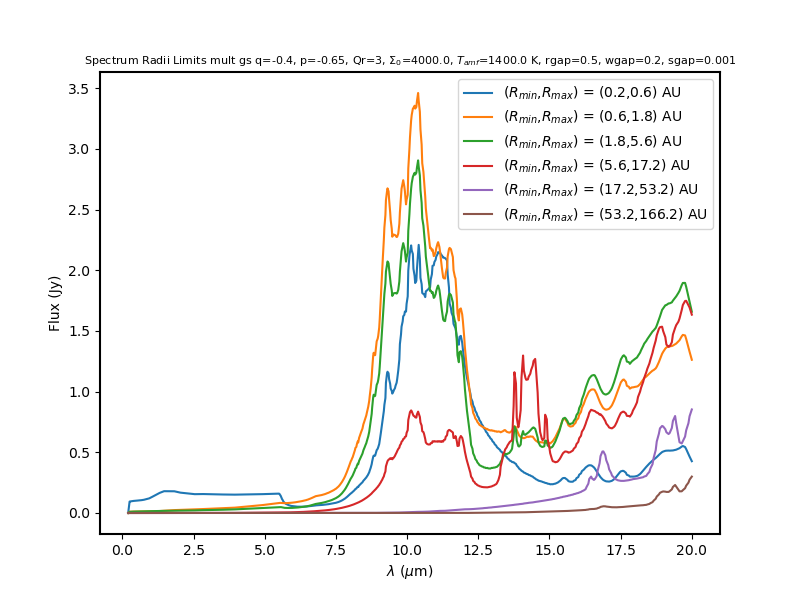 Spectrum Radii Limits mult gs q=-0.4, p=-0.65, Qr=3, Σ₀=4000.0, T_amf=1400.0 K, rgap=0.5, wgap=0.2, sgap=0.001
(R_min,R_max) = (0.2,0.6) AU
(R_min,R_max) = (0.6,1.8) AU
(R_min,R_max) = (1.8,5.6) AU
(R_min,R_max) = (5.6,17.2) AU
(R_min,R_max) = (17.2,53.2) AU
(R_min,R_max) = (53.2,166.2) AU
Flux (Jy)
3.5
3.0
2.5
2.0
1.5
1.0
0.5
0.0
0.0 2.5 5.0 7.5 10.0 12.5 15.0 17.5 20.0
λ (μm)